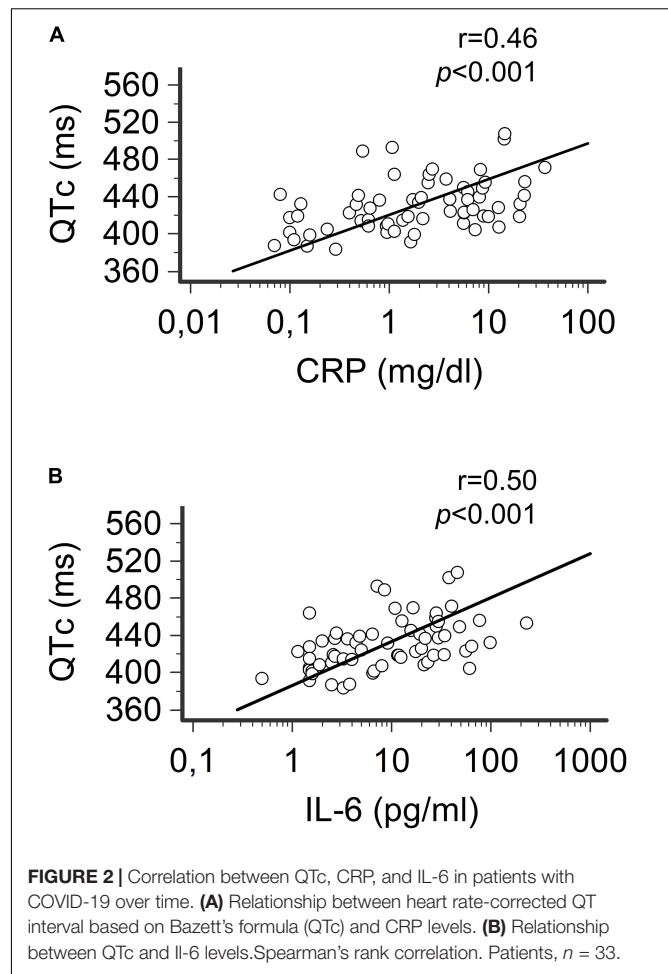 A
r=0.46
p<0.001
560
520
480
440
400
360
QTc (ms)
0,01 0,1 1 10 100
CRP (mg/dl)
B
r=0.50
p<0.001
560
520
480
440
400
360
QTc (ms)
0,1 1 10 100 1000
IL-6 (pg/ml)
FIGURE 2 | Correlation between QTc, CRP, and IL-6 in patients with
COVID-19 over time. (A) Relationship between heart rate-corrected QT
interval based on Bazett’s formula (QTc) and CRP levels. (B) Relationship
between QTc and Il-6 levels.Spearman’s rank correlation. Patients, n = 33.